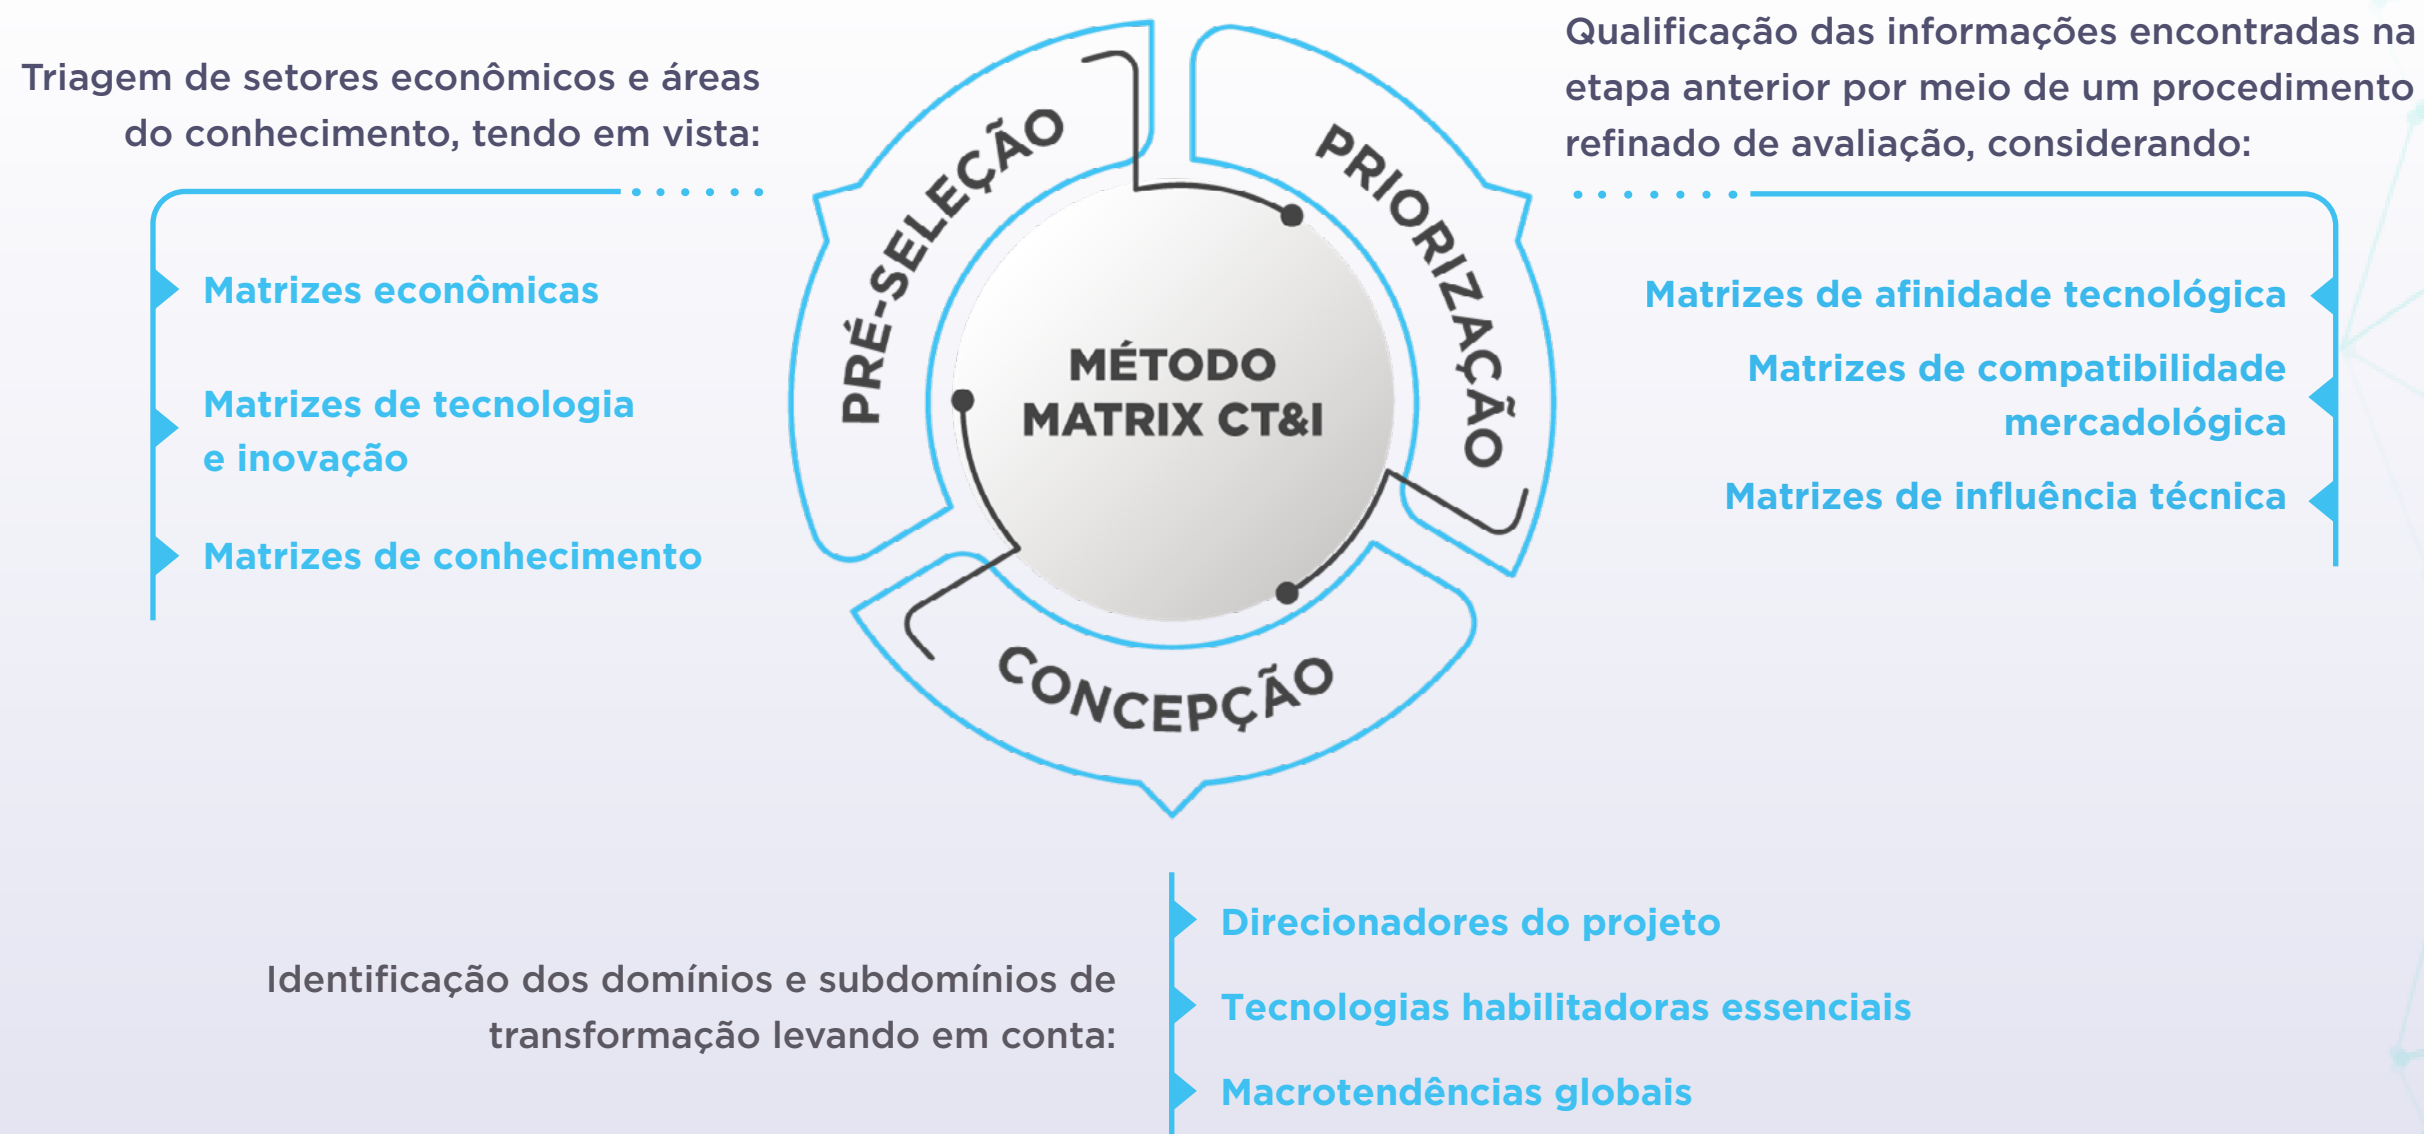 Triagem de setores econômicos e áreas
do conhecimento, tendo em vista:
Matrizes econômicas
Matrizes de tecnologia
e inovação
Matrizes de conhecimento
PRÉ-SELEÇÃO
PRIORIZAÇÃO
CONCEPÇÃO
MÉTODO
MATRIX CT&I
Qualificação das informações encontradas na
etapa anterior por meio de um procedimento
refinado de avaliação, considerando:
Matrizes de afinidade tecnológica
Matrizes de compatibilidade
mercadológica
Matrizes de influência técnica
Identificação dos domínios e subdomínios de
transformação levando em conta:
Direcionadores do projeto
Tecnologias habilitadoras essenciais
Macrotendências globais